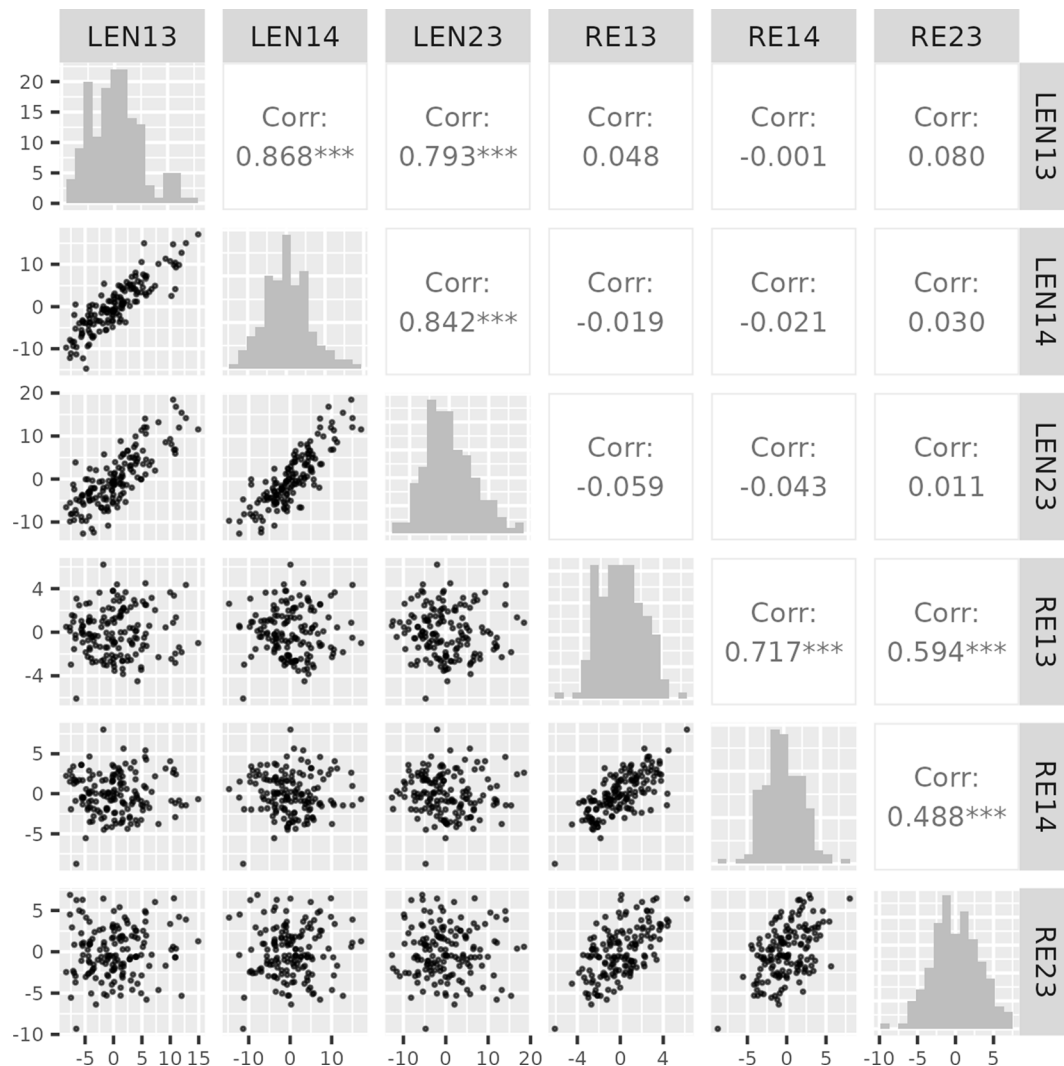 LEN13 LEN14 LEN23 RE13 RE14 RE23
20
15
10
5
0
Corr:
0.868***
Corr:
0.793***
Corr:
0.048
Corr:
-0.001
Corr:
0.080
LEN13
10
0
-10
Corr:
0.842***
Corr:
-0.019
Corr:
-0.021
Corr:
0.030
LEN14
20
10
0
-10
Corr:
-0.059
Corr:
-0.043
Corr:
0.011
LEN23
4
0
-4
Corr:
0.717***
Corr:
0.594***
RE13
5
0
-5
Corr:
0.488***
RE14
5
0
-5
-10
RE23
-5 0 5 10 15 -10 0 10 -10 0 10 20 -4 0 4 -5 0 5 -10 -5 0 5